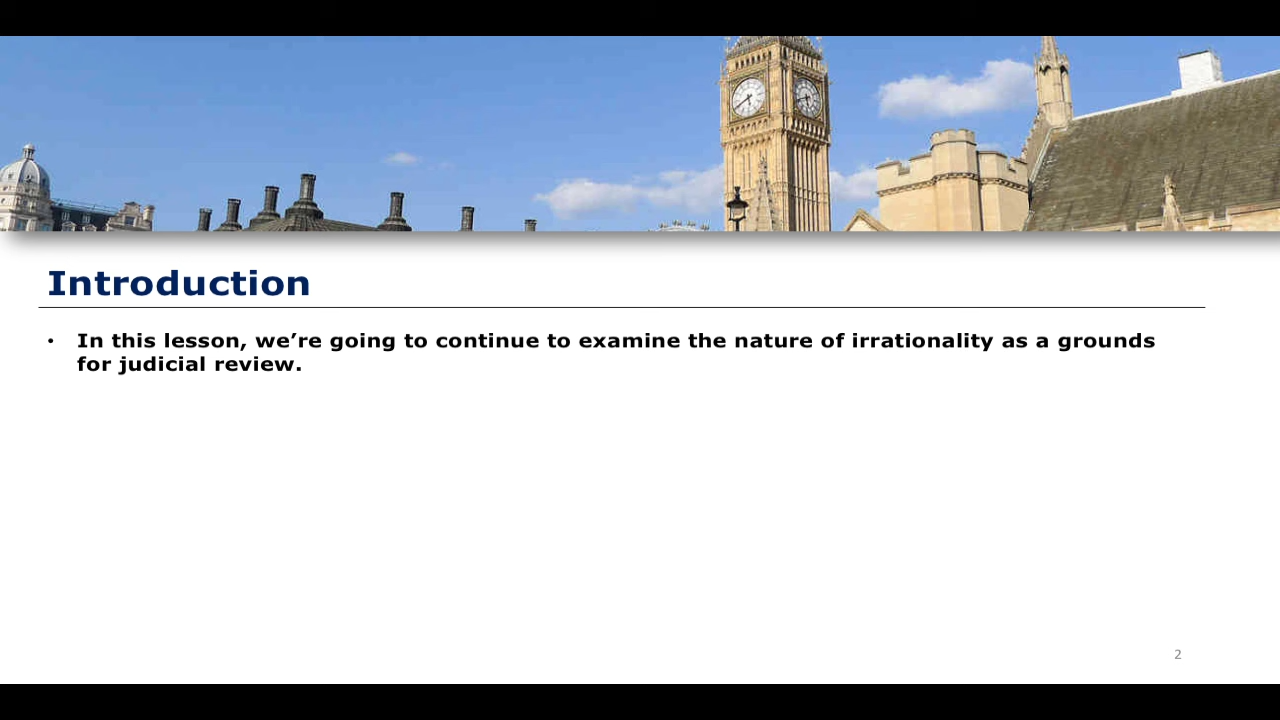 Introduction
• In this lesson, we’re going to continue to examine the nature of irrationality as a grounds
for judicial review.
2